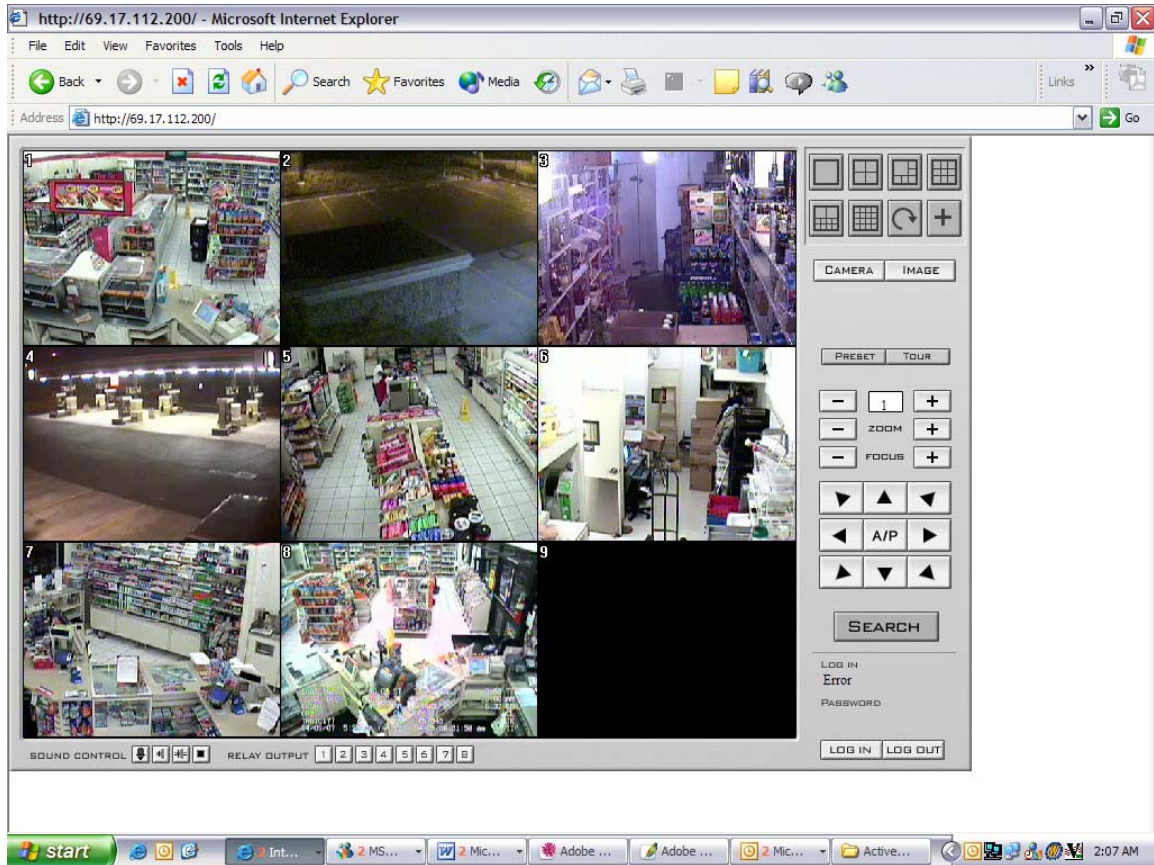 http://69.17.112.200/ - Microsoft Internet Explorer
File Edit View Favorites Tools Help
Back Search Favorites Media Links »
Address http://69.17.112.200/ Go
1
2
3
4
5
6
7
8
9
CAMERA IMAGE
PRESET TOUR
- 1 +
- ZOOM +
- FOCUS +
A/P
SEARCH
LOG IN
Error
PASSWORD
LOG IN LOG OUT
SOUND CONTROL RELAY OUTPUT 1 2 3 4 5 6 7 8
start 2 Int... 2 MS... 2 Mic... Adobe ... Adobe ... 2 Mic... Active... 2:07 AM